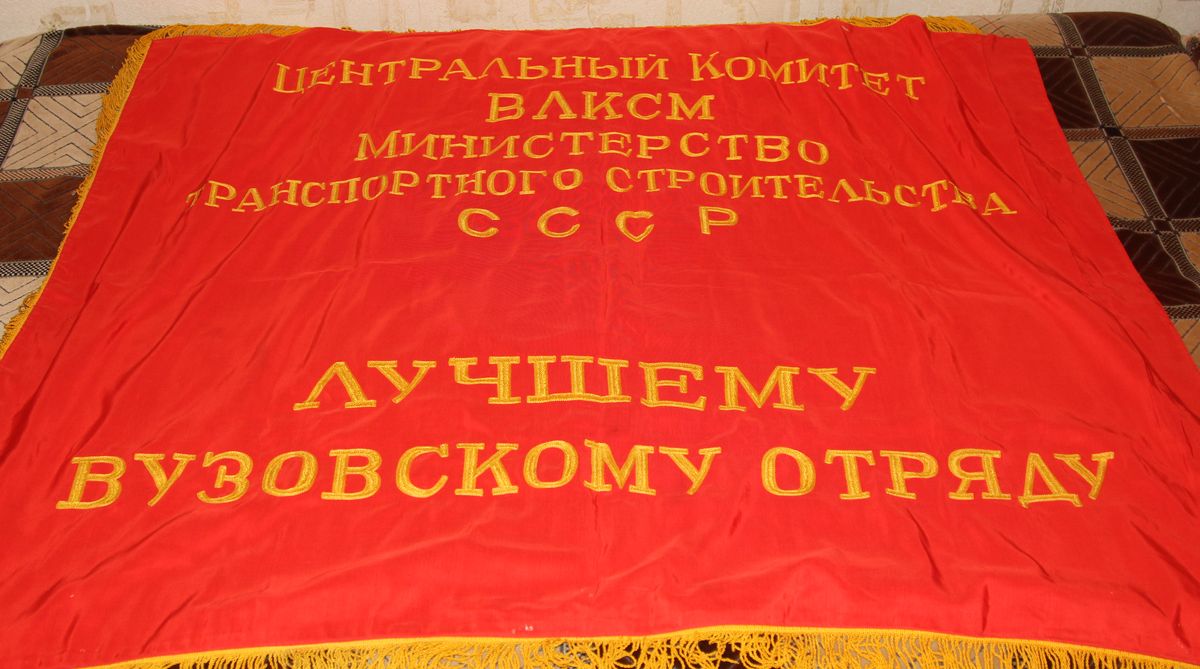 ЦЕНТРАЛЬНЫЙ КОМИТЕТ
ВЛКСМ
МИНИСТЕРСТВО
ТРАНСПОРТНОГО СТРОИТЕЛЬСТВА
СССР
ЛУЧШЕМУ
ВУЗОВСКОМУ ОТРЯДУ